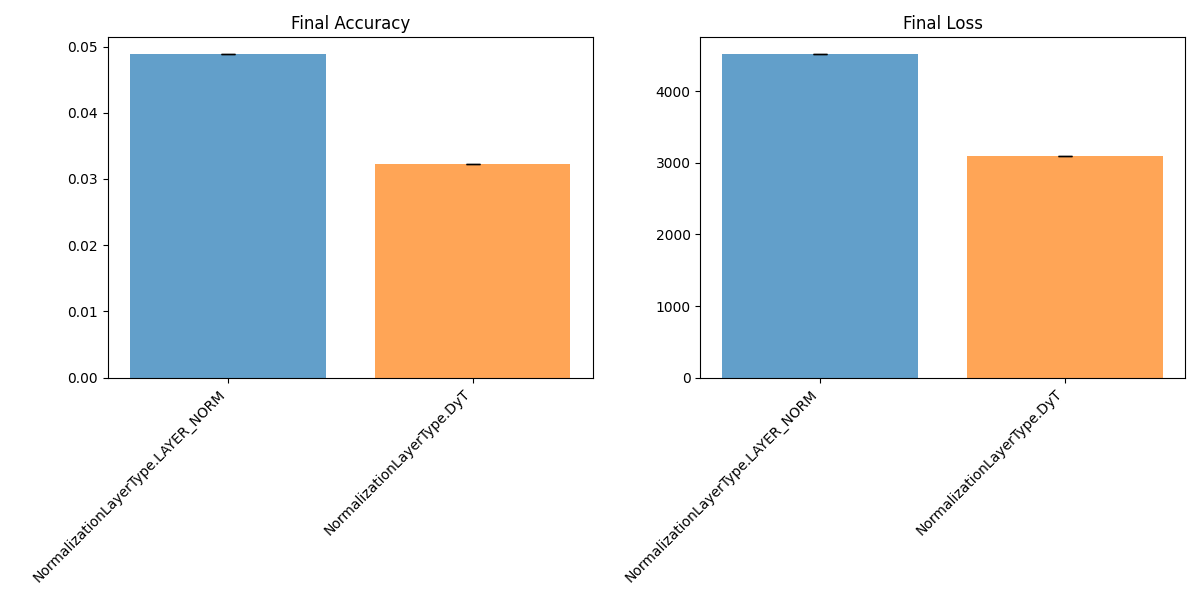 Final Accuracy
0.05
0.04
0.03
0.02
0.01
0.00
NormalizationLayerType.LAYER_NORM
NormalizationLayerType.DyT
Final Loss
4000
3000
2000
1000
0
NormalizationLayerType.LAYER_NORM
NormalizationLayerType.DyT